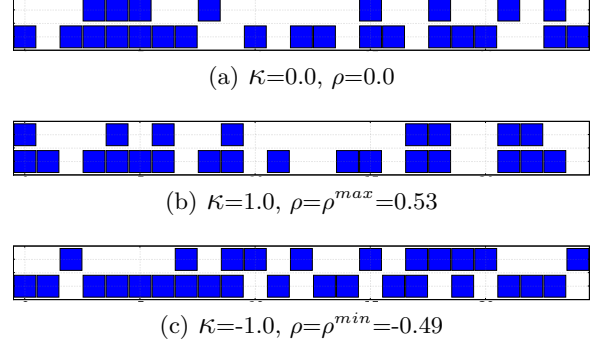 (a) κ=0.0, ρ=0.0
(b) κ=1.0, ρ=ρ^{max}=0.53
(c) κ=-1.0, ρ=ρ^{min}=-0.49